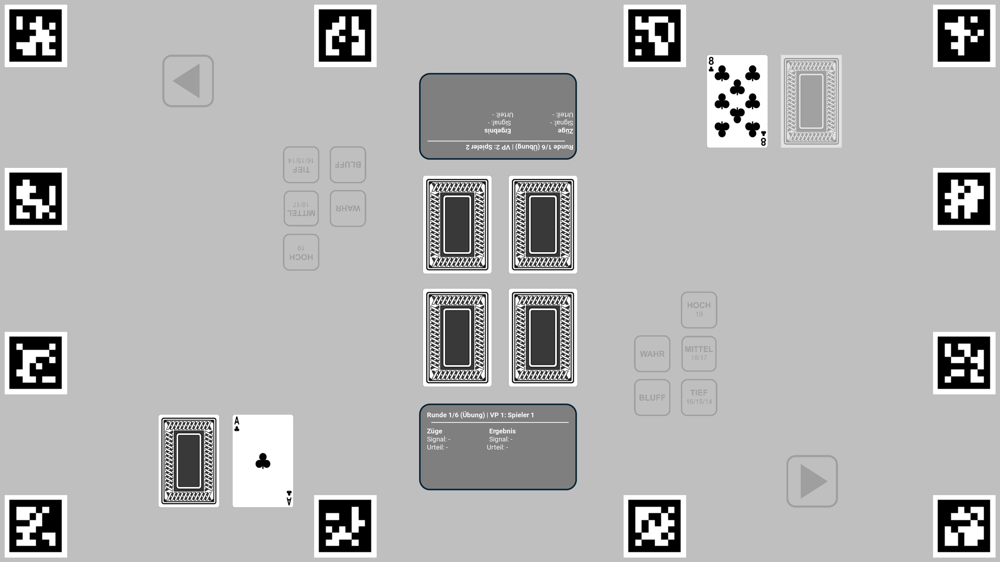 8
8
Runde 1/6 (Übung) | VP 2: Spieler 2
Züge Ergebnis
Signal: - Signal: -
Urteil: - Urteil: -
BLUFF
TIEF
16/15/14
WAHR
MITTEL
18/17
HOCH
19
HOCH
19
WAHR
MITTEL
18/17
BLUFF
TIEF
16/15/14
A
A
Runde 1/6 (Übung) | VP 1: Spieler 1
Züge Ergebnis
Signal: - Signal: -
Urteil: - Urteil: -